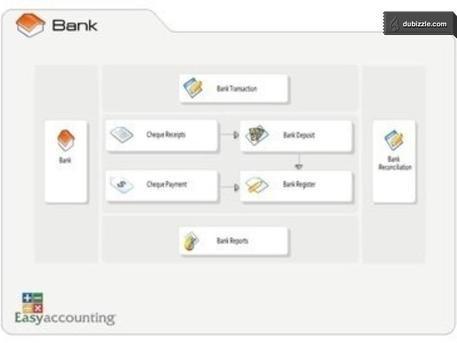 Bank
dubizzle.com
Bank Transaction
Bank
Cheque Receipts
Bank Deposit
Bank
Reconciliation
Cheque Payment
Bank Register
Bank Reports
Easyaccounting